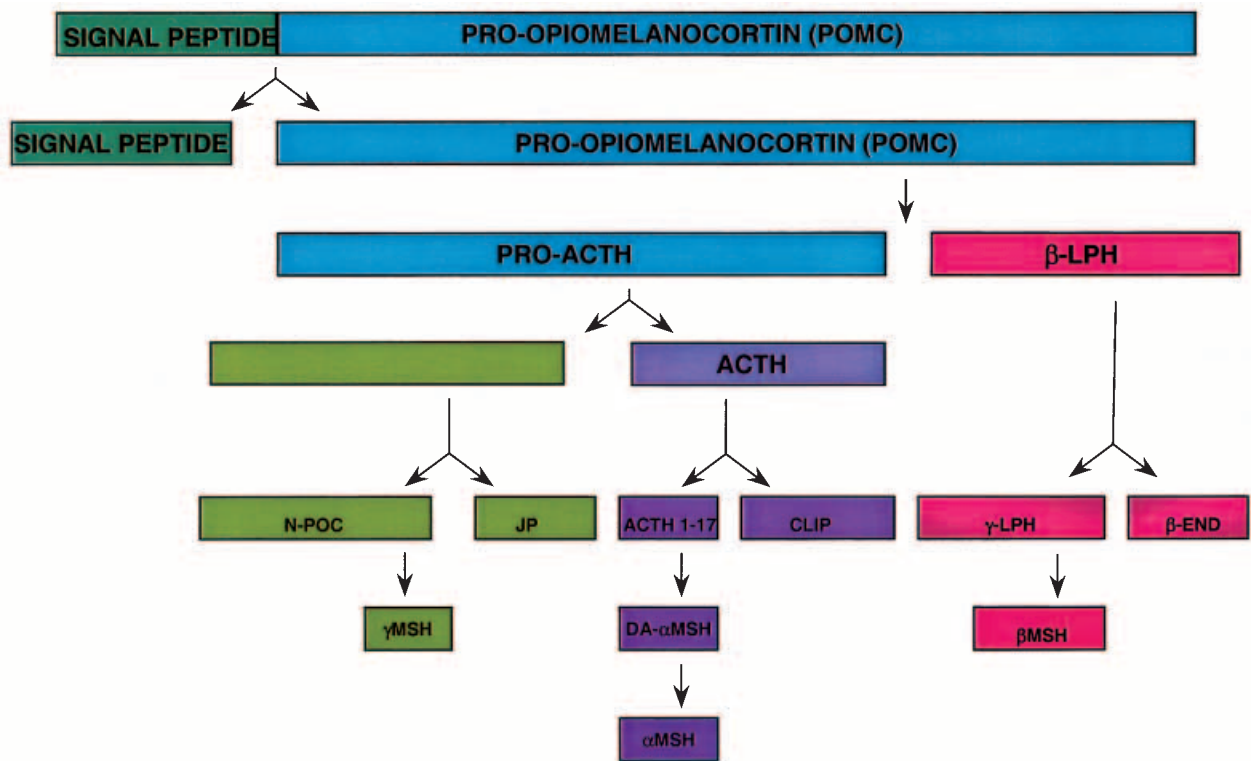 SIGNAL PEPTIDE PRO-OPIOMELANOCORTIN (POMC)
SIGNAL PEPTIDE PRO-OPIOMELANOCORTIN (POMC)
PRO-ACTH β-LPH
ACTH
N-POC JP ACTH 1-17 CLIP γ-LPH β-END
γMSH DA-αMSH βMSH
αMSH